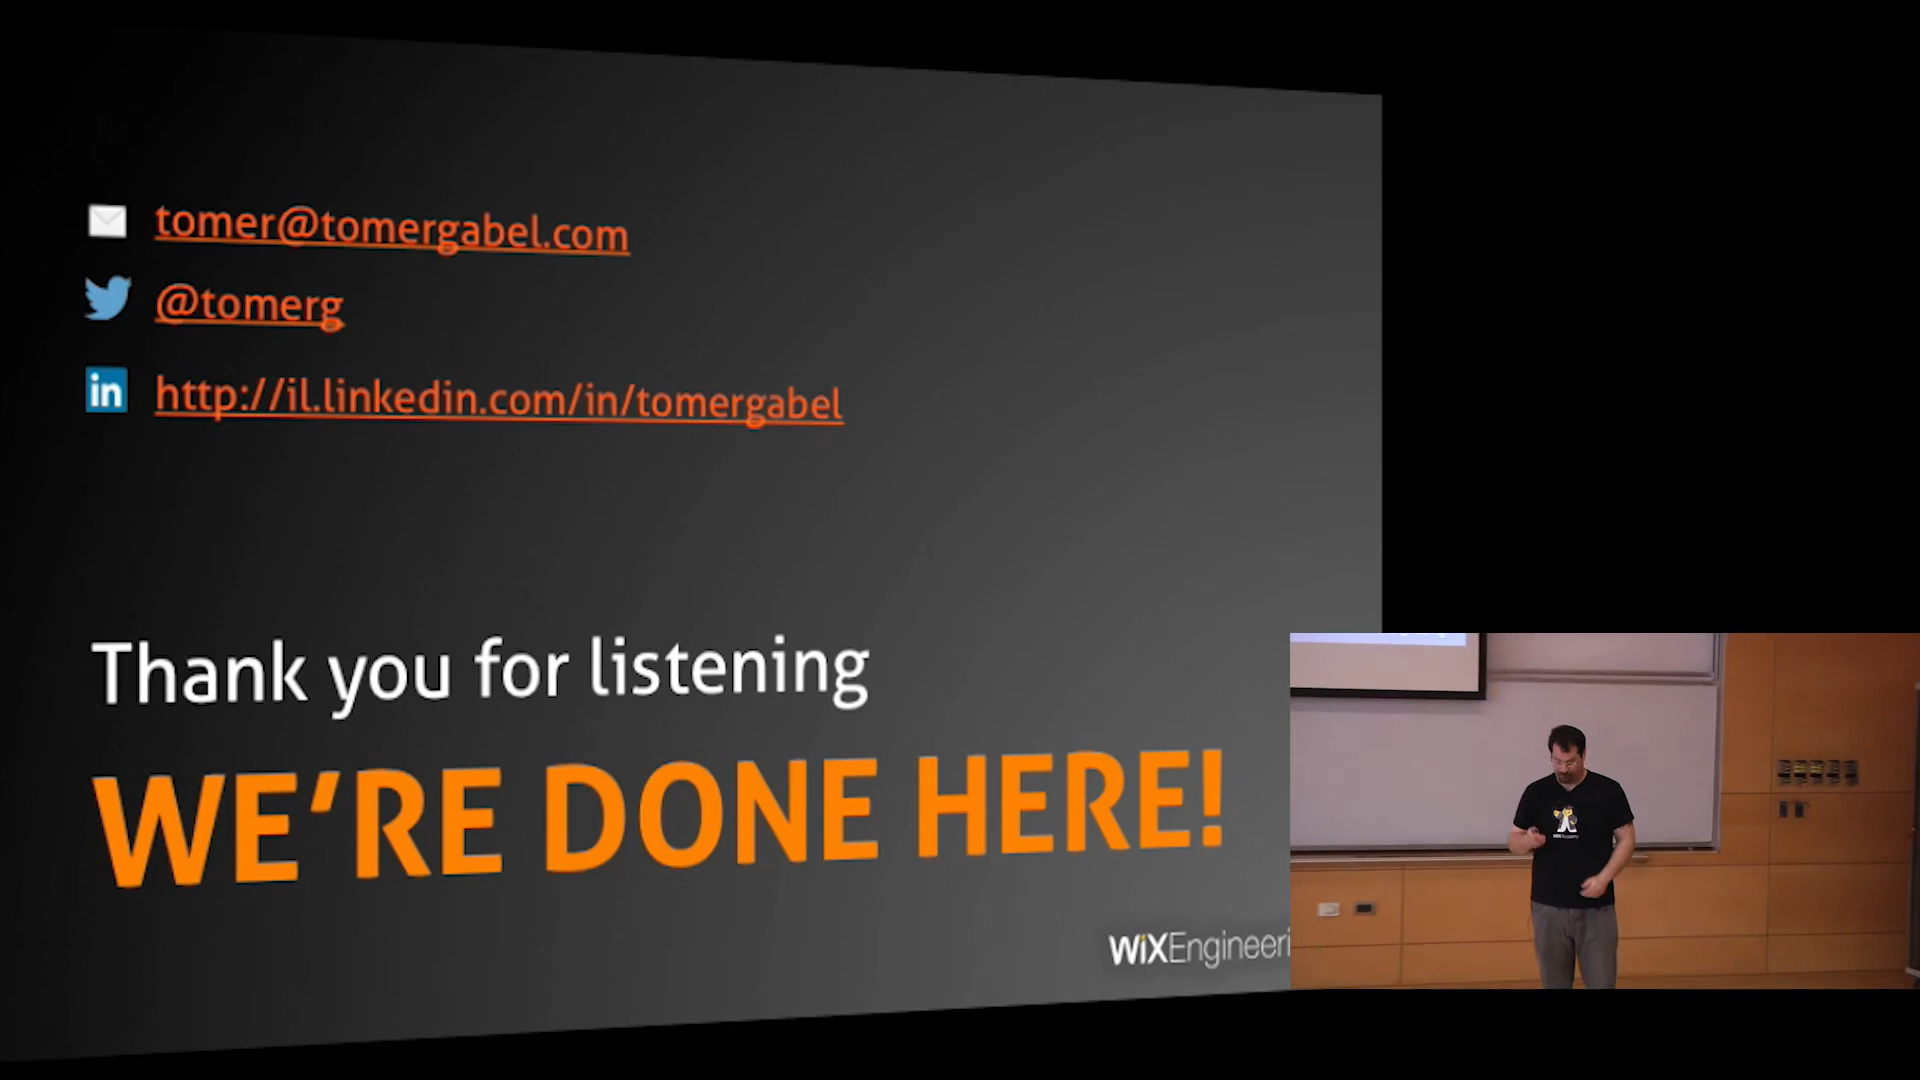 tomer@tomergabel.com
@tomerg
in http://il.linkedin.com/in/tomergabel
Thank you for listening
WE'RE DONE HERE!
WiXEngineeri